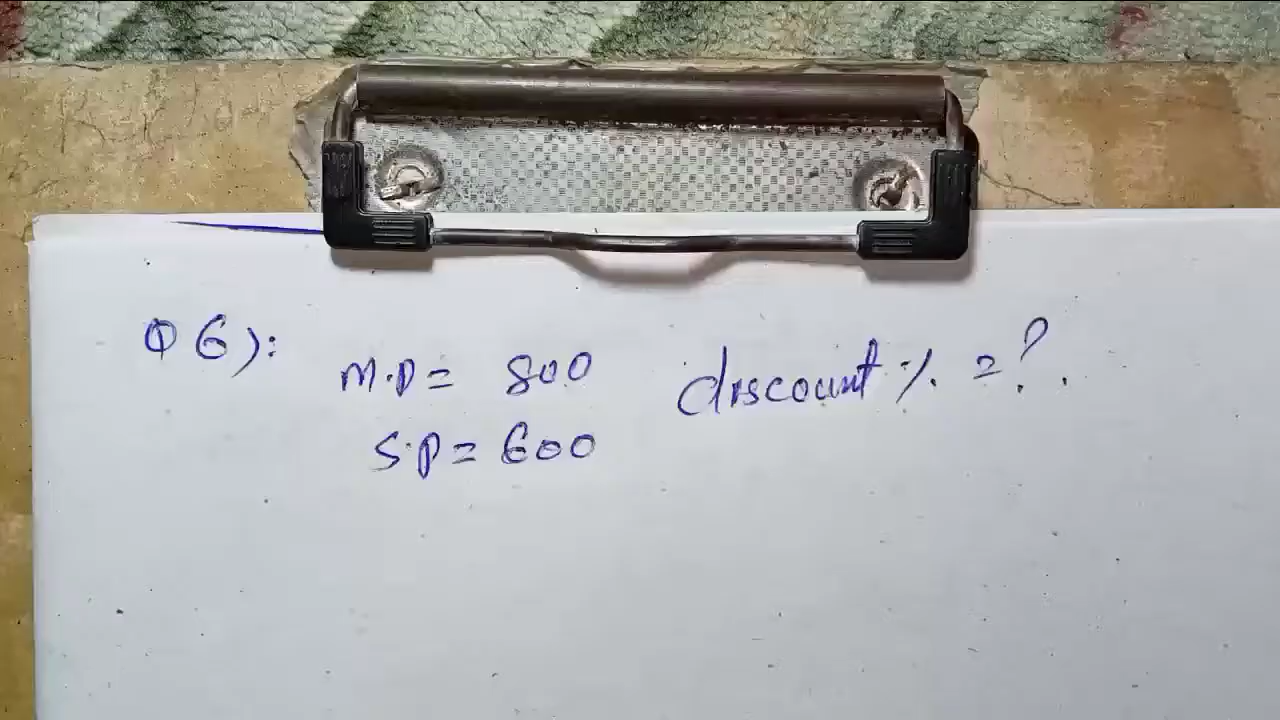 Q6):
M.P = 800 discount % = ?.
S.P = 600